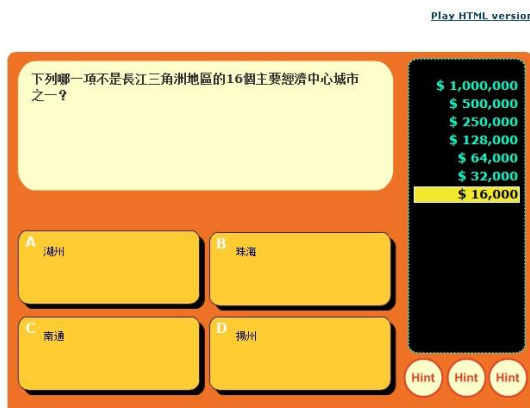 Play HTML version
下列哪一項不是長江三角洲地區的16個主要經濟中心城市
之一？
$ 1,000,000
$ 500,000
$ 250,000
$ 128,000
$ 64,000
$ 32,000
$ 16,000
A 湖州
B 珠海
C 南通
D 揚州
Hint Hint Hint